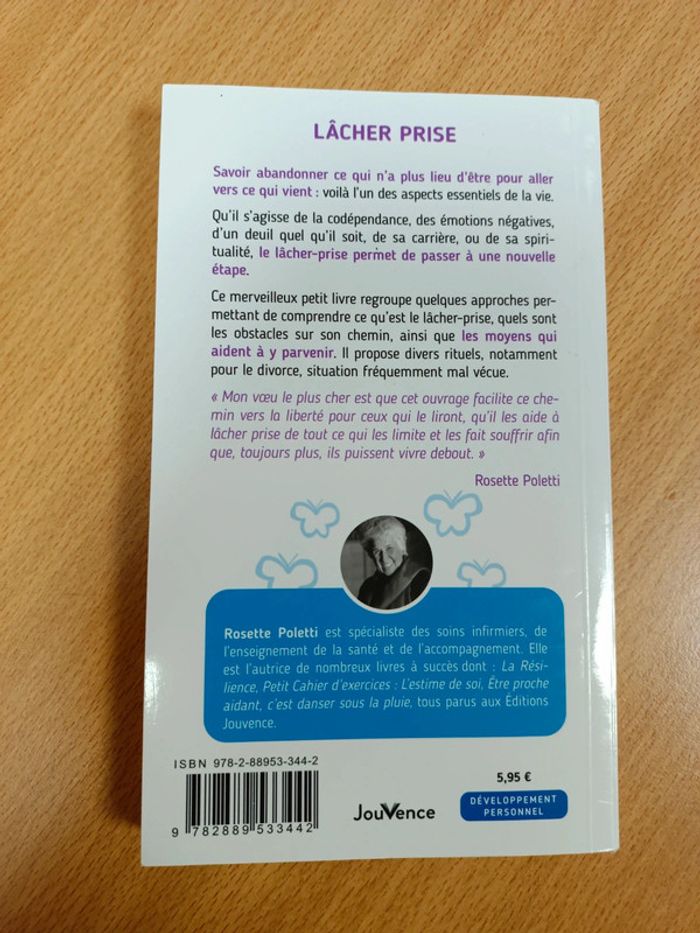 LÂCHER PRISE
Savoir abandonner ce qui n'a plus lieu d'être pour aller
vers ce qui vient : voilà l'un des aspects essentiels de la vie.
Qu'il s'agisse de la codépendance, des émotions négatives,
d'un deuil quel qu'il soit, de sa carrière, ou de sa spiri-
tualité, le lâcher-prise permet de passer à une nouvelle
étape.
Ce merveilleux petit livre regroupe quelques approches per-
mettant de comprendre ce qu'est le lâcher-prise, quels sont
les obstacles sur son chemin, ainsi que les moyens qui
aident à y parvenir. Il propose divers rituels, notamment
pour le divorce, situation fréquemment mal vécue.
« Mon vœu le plus cher est que cet ouvrage facilite ce che-
min vers la liberté pour ceux qui le liront, qu'il les aide à
lâcher prise de tout ce qui les limite et les fait souffrir afin
que, toujours plus, ils puissent vivre debout. »
Rosette Poletti
Rosette Poletti est spécialiste des soins infirmiers, de
l'enseignement de la santé et de l'accompagnement. Elle
est l'autrice de nombreux livres à succès dont : La Rési-
lience, Petit Cahier d'exercices : L'estime de soi, Être proche
aidant, c'est danser sous la pluie, tous parus aux Éditions
Jouvence.
ISBN 978-2-88953-344-2
9 782889 533442
JouVence
5,95 €
DÉVELOPPEMENT
PERSONNEL